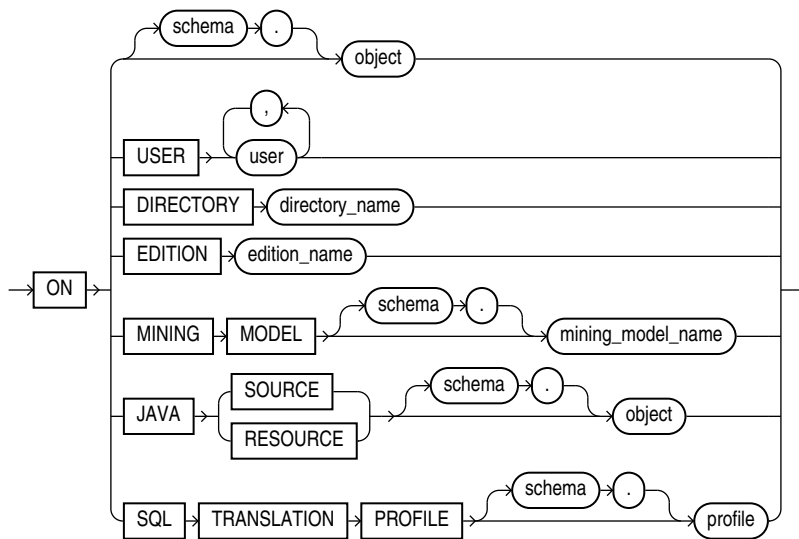 schema .
object
,
USER user
DIRECTORY directory_name
EDITION edition_name
ON
schema .
MINING MODEL mining_model_name
SOURCE schema .
JAVA object
RESOURCE
schema .
SQL TRANSLATION PROFILE profile